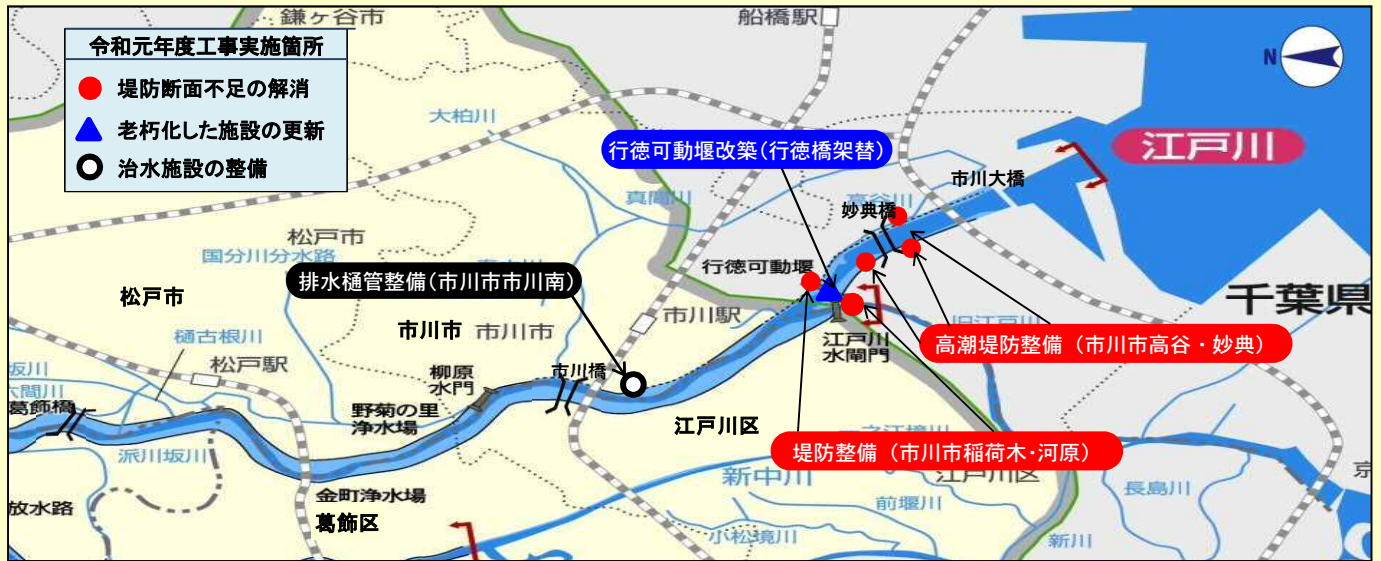 鎌ヶ谷市
船橋駅
令和元年度工事実施箇所
堤防断面不足の解消
老朽化した施設の更新
治水施設の整備
N
大柏川
行徳可動堰改築(行徳橋架替)
江戸川
市川大橋
高谷川
妙典橋
真間川
松戸市
国分川分水路
行徳可動堰
排水樋管整備(市川市市川南)
松戸市
千葉県
市川市
市川市
市川駅
旧江戸川
樋古根川
江戸川
水閘門
高潮堤防整備(市川市高谷・妙典)
松戸駅
坂川
六間川
柳原
水門
市川橋
葛飾橋
野菊の里
浄水場
江戸川区
一之江境川
堤防整備(市川市稲荷木・河原)
派川坂川
新中川
江戸川区
京
金町浄水場
長島川
放水路
前堰川
葛飾区
小松境川
新川